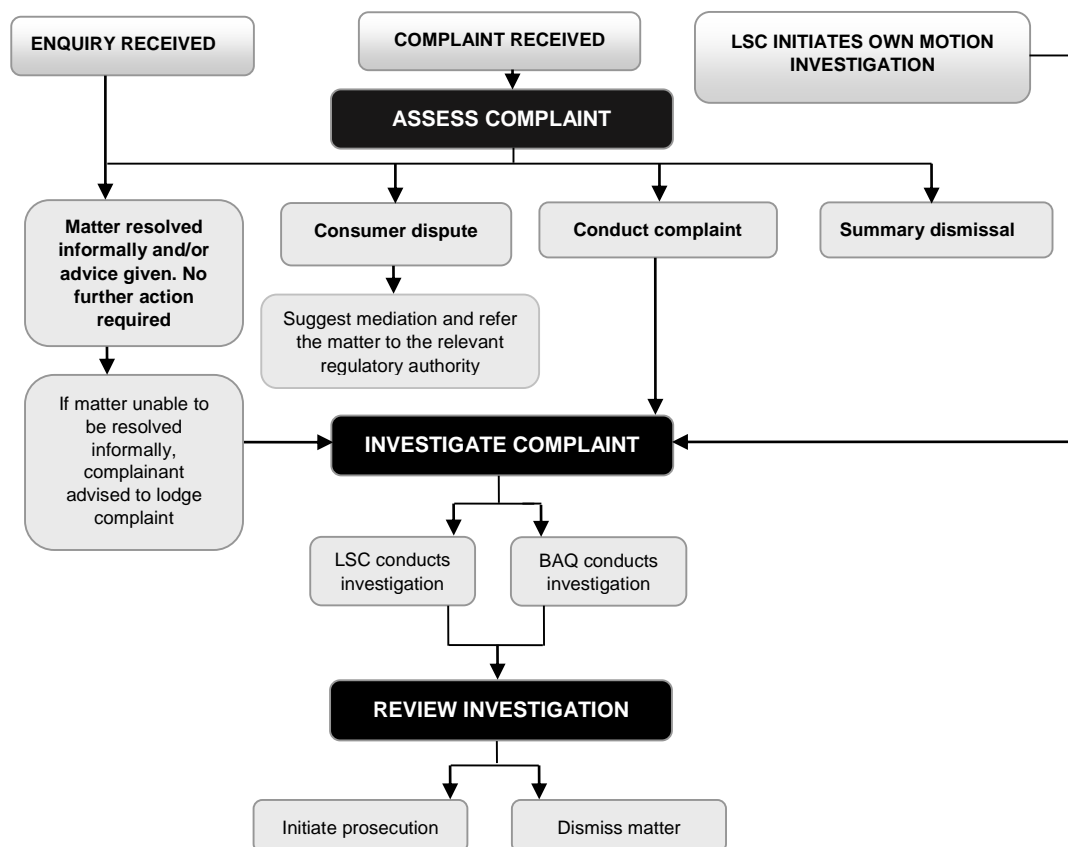 ENQUIRY RECEIVED
COMPLAINT RECEIVED
LSC INITIATES OWN MOTION
INVESTIGATION
ASSESS COMPLAINT
Matter resolved
informally and/or
advice given. No
further action
required
Consumer dispute
Conduct complaint
Summary dismissal
Suggest mediation and refer
the matter to the relevant
regulatory authority
If matter unable to
be resolved
informally,
complainant
advised to lodge
complaint
INVESTIGATE COMPLAINT
LSC conducts
investigation
BAQ conducts
investigation
REVIEW INVESTIGATION
Initiate prosecution
Dismiss matter